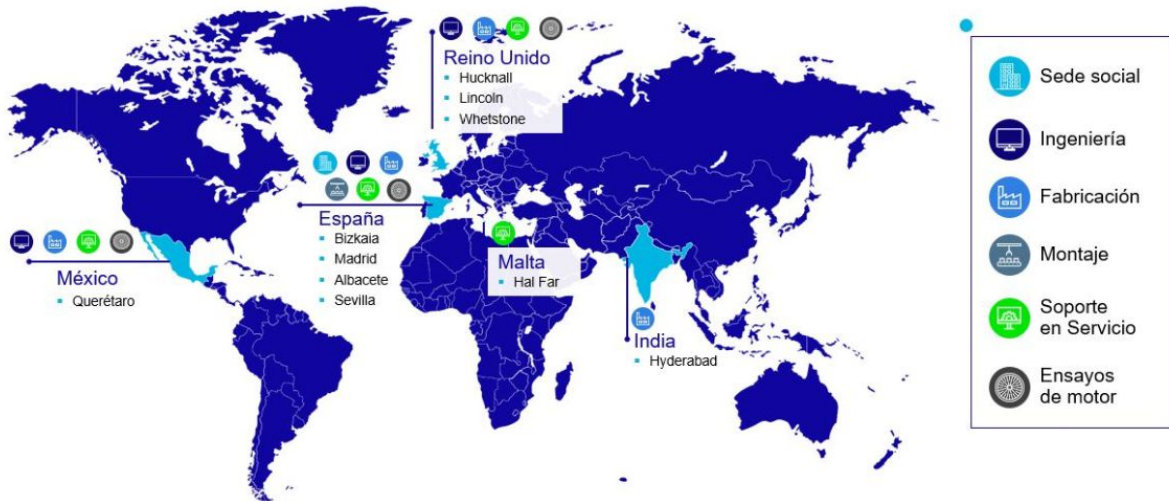 Reino Unido
Hucknall
Lincoln
Whetstone
España
Bizkaia
Madrid
Albacete
Sevilla
México
Querétaro
Malta
Hal Far
India
Hyderabad
Sede social
Ingeniería
Fabricación
Montaje
Soporte
en Servicio
Ensayos
de motor